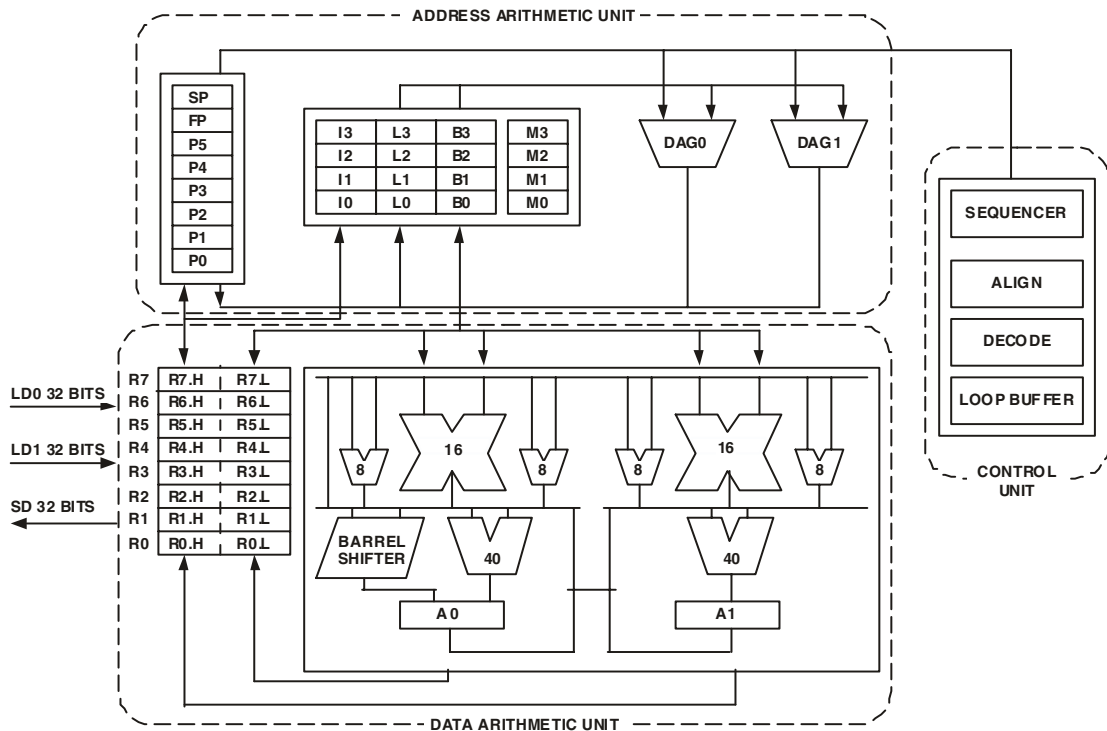 ADDRESS ARITHMETIC UNIT
SP
FP
P5
P4
P3
P2
P1
P0
I3 L3 B3 M3
I2 L2 B2 M2
I1 L1 B1 M1
I0 L0 B0 M0
DAG0
DAG1
SEQUENCER
ALIGN
DECODE
LOOP BUFFER
CONTROL
UNIT
LD0 32 BITS
LD1 32 BITS
SD 32 BITS
R7 R7.H R7.L
R6 R6.H R6.L
R5 R5.H R5.L
R4 R4.H R4.L
R3 R3.H R3.L
R2 R2.H R2.L
R1 R1.H R1.L
R0 R0.H R0.L
8 16 8 8 16 8
BARREL
SHIFTER
40
40
A0
A1
DATA ARITHMETIC UNIT